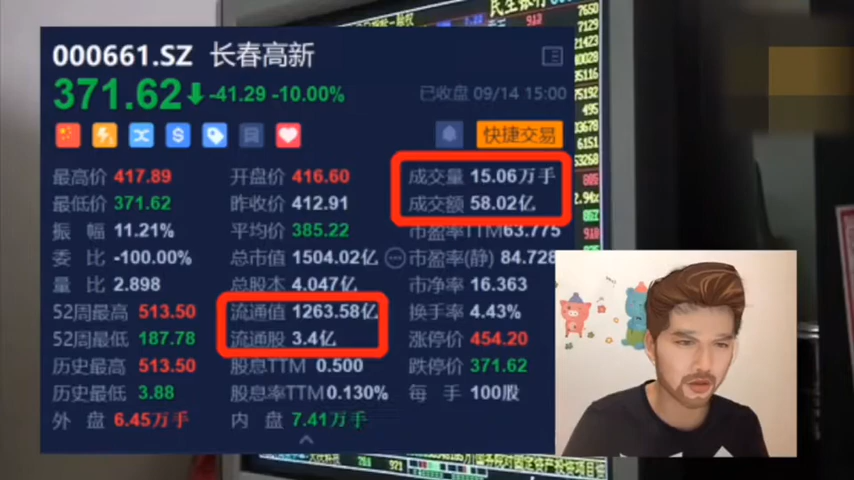 000661.SZ 长春高新
371.62 -41.29 -10.00% 已收盘 09/14 15:00
快捷交易
最高价 417.89 开盘价 416.60 成交量 15.06万手
最低价 371.62 昨收价 412.91 成交额 58.02亿
振幅 11.21% 平均价 385.22 市盈率TTM 63.775
委比 -100.00% 总市值 1504.02亿 市盈率(静) 84.728
量比 2.898 总股本 4.047亿 市净率 16.363
52周最高 513.50 流通值 1263.58亿 换手率 4.43%
52周最低 187.78 流通股 3.4亿 涨停价 454.20
历史最高 513.50 股息TTM 0.500 跌停价 371.62
历史最低 3.88 股息率TTM 0.130% 每手 100股
外盘 6.45万手 内盘 7.41万手
民生银行
7650
7129